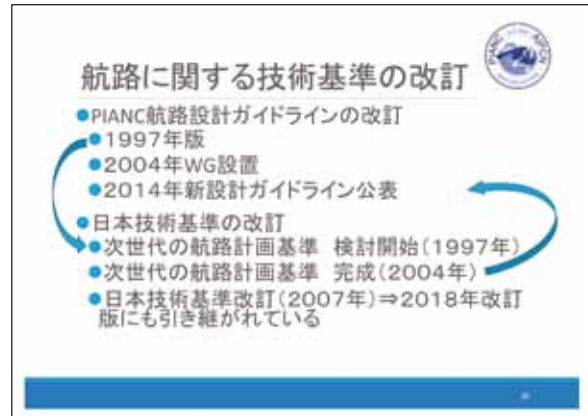 航路に関する技術基準の改訂
●PIANC航路設計ガイドラインの改訂
●1997年版
●2004年WG設置
●2014年新設計ガイドライン公表
●日本技術基準の改訂
●次世代の航路計画基準 検討開始(1997年)
●次世代の航路計画基準 完成(2004年)
●日本技術基準改訂(2007年)⇒2018年改訂
版にも引き継がれている